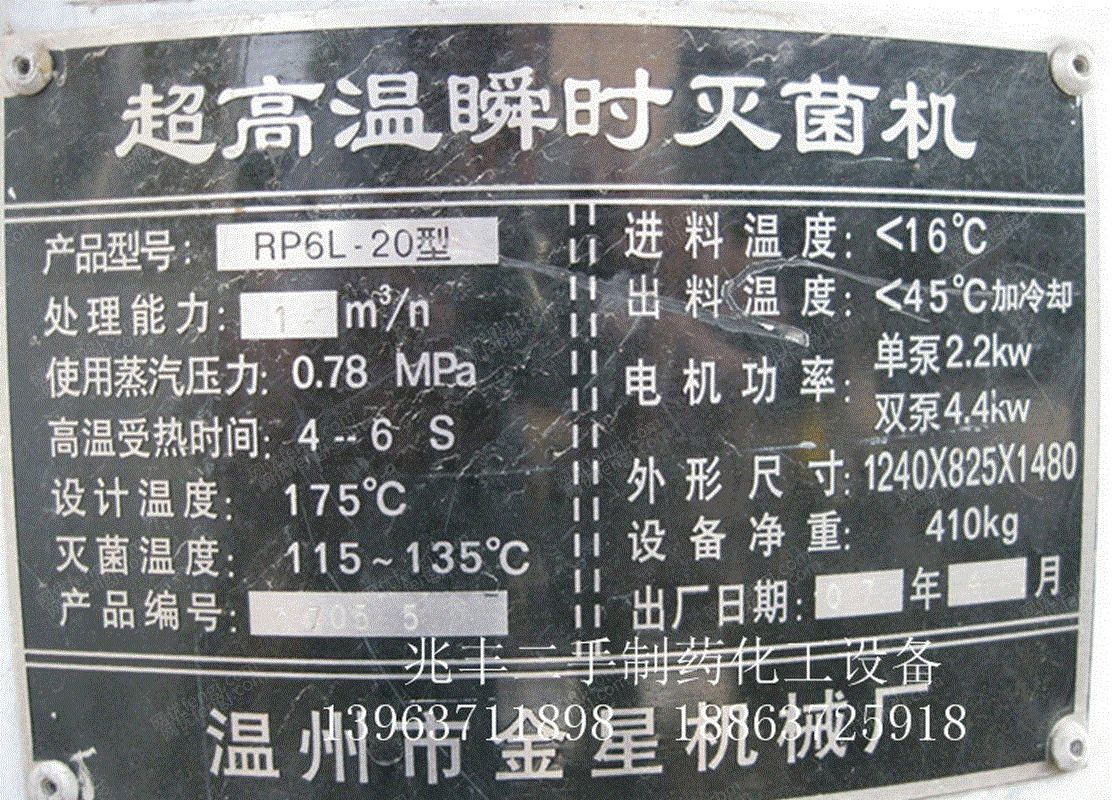 超高温瞬时灭菌机
产品型号: RP6L-20型
处理能力: 1 m³/n
使用蒸汽压力: 0.78 MPa
高温受热时间: 4--6 S
设计温度: 175℃
灭菌温度: 115~135℃
产品编号:
进料温度: <16℃
出料温度: <45℃加冷却
电机功率: 单泵2.2kw
双泵4.4kw
外形尺寸: 1240X825X1480
设备净重: 410kg
出厂日期: 07年 月
兆丰二手制药化工设备
13963711898 18863725918
温州市金星机械厂